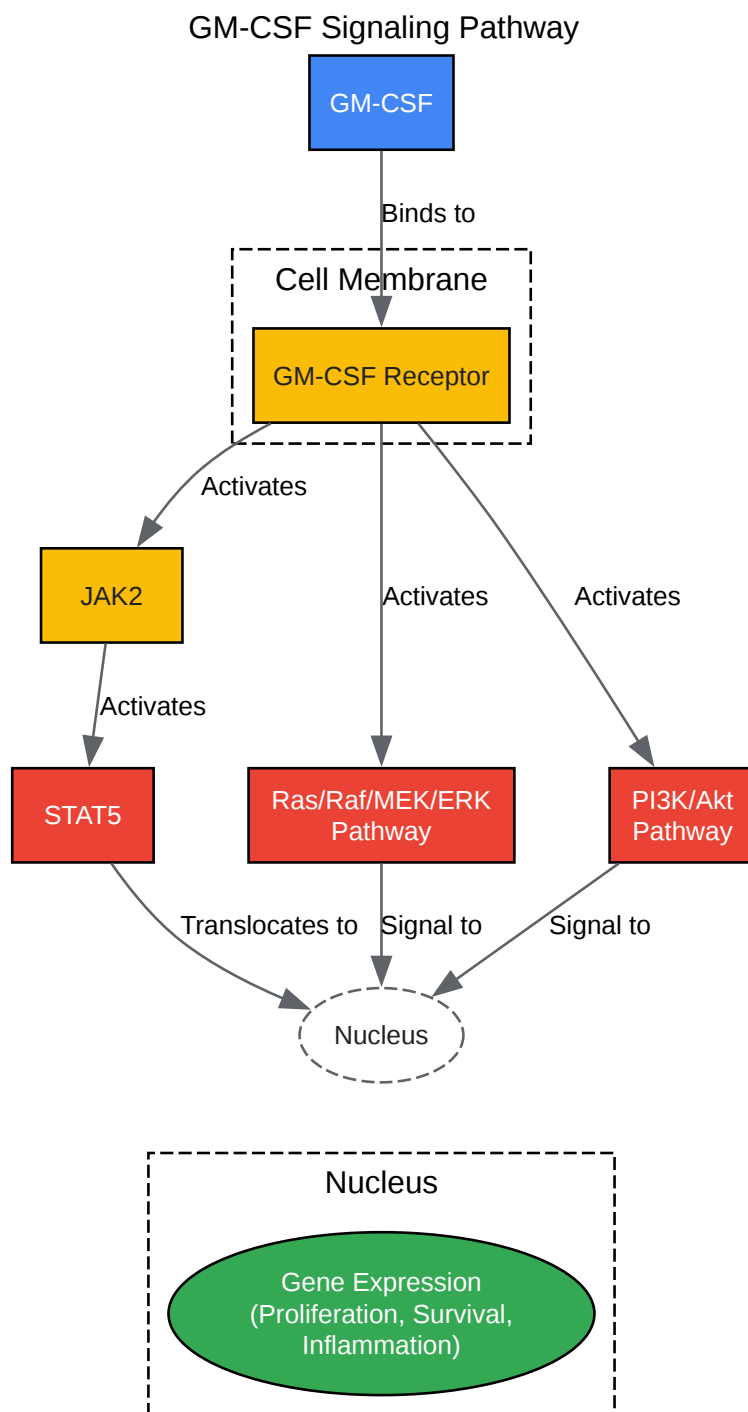 GM-CSF Signaling Pathway
GM-CSF
Binds to
Cell Membrane
GM-CSF Receptor
Activates
JAK2
Activates
Activates
Activates
STAT5
Ras/Raf/MEK/ERK
Pathway
PI3K/Akt
Pathway
Translocates to
Signal to
Signal to
Nucleus
Nucleus
Gene Expression
(Proliferation, Survival,
Inflammation)